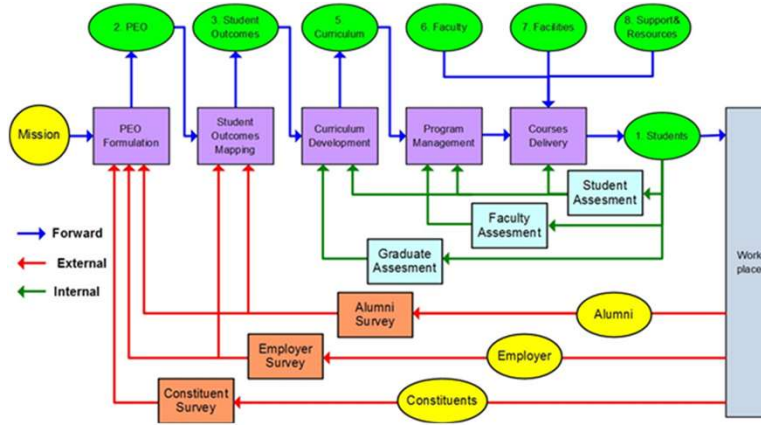 2. PEO
3. Student
Outcomes
5
Curriculum
6. Faculty
7. Facilities
8. Support&
Resources
Mission
PEO
Formulation
Student
Outcomes
Mapping
Curriculum
Development
Program
Management
Courses
Delivery
1. Students
Work
place
Student
Assesment
Faculty
Assesment
Graduate
Assesment
Forward
External
Internal
Alumni
Survey
Alumni
Employer
Survey
Employer
Constituent
Survey
Constituents